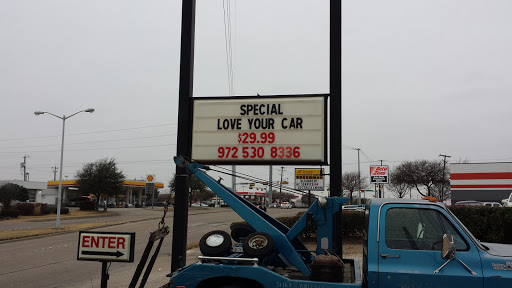 SPECIAL
LOVE YOUR CAR
$29.99
972 530 8336
ENTER